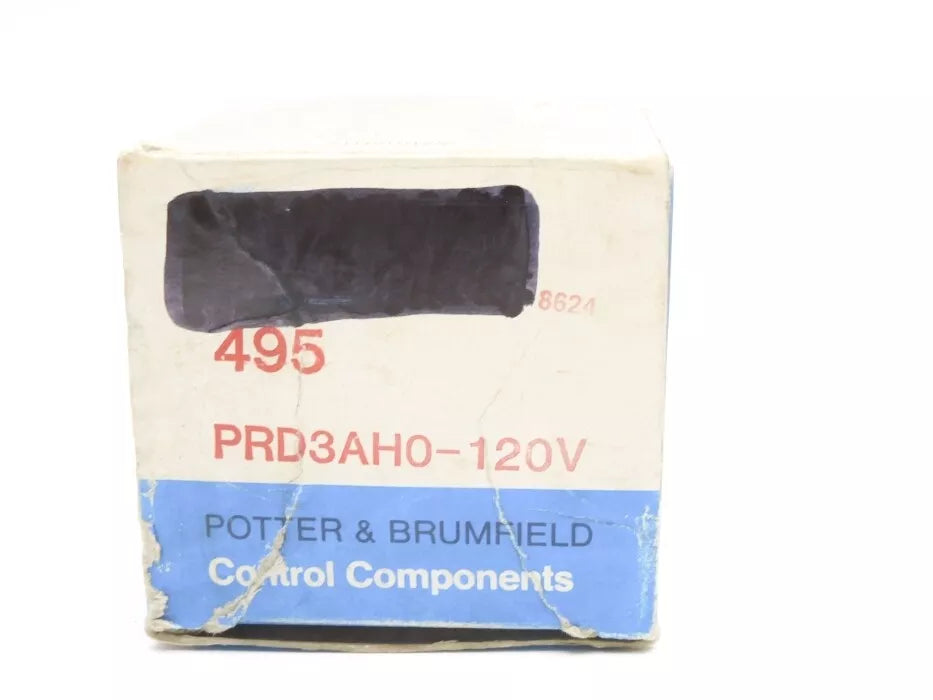 8624
495
PRD3AH0-120V
POTTER & BRUMFIELD
Control Components